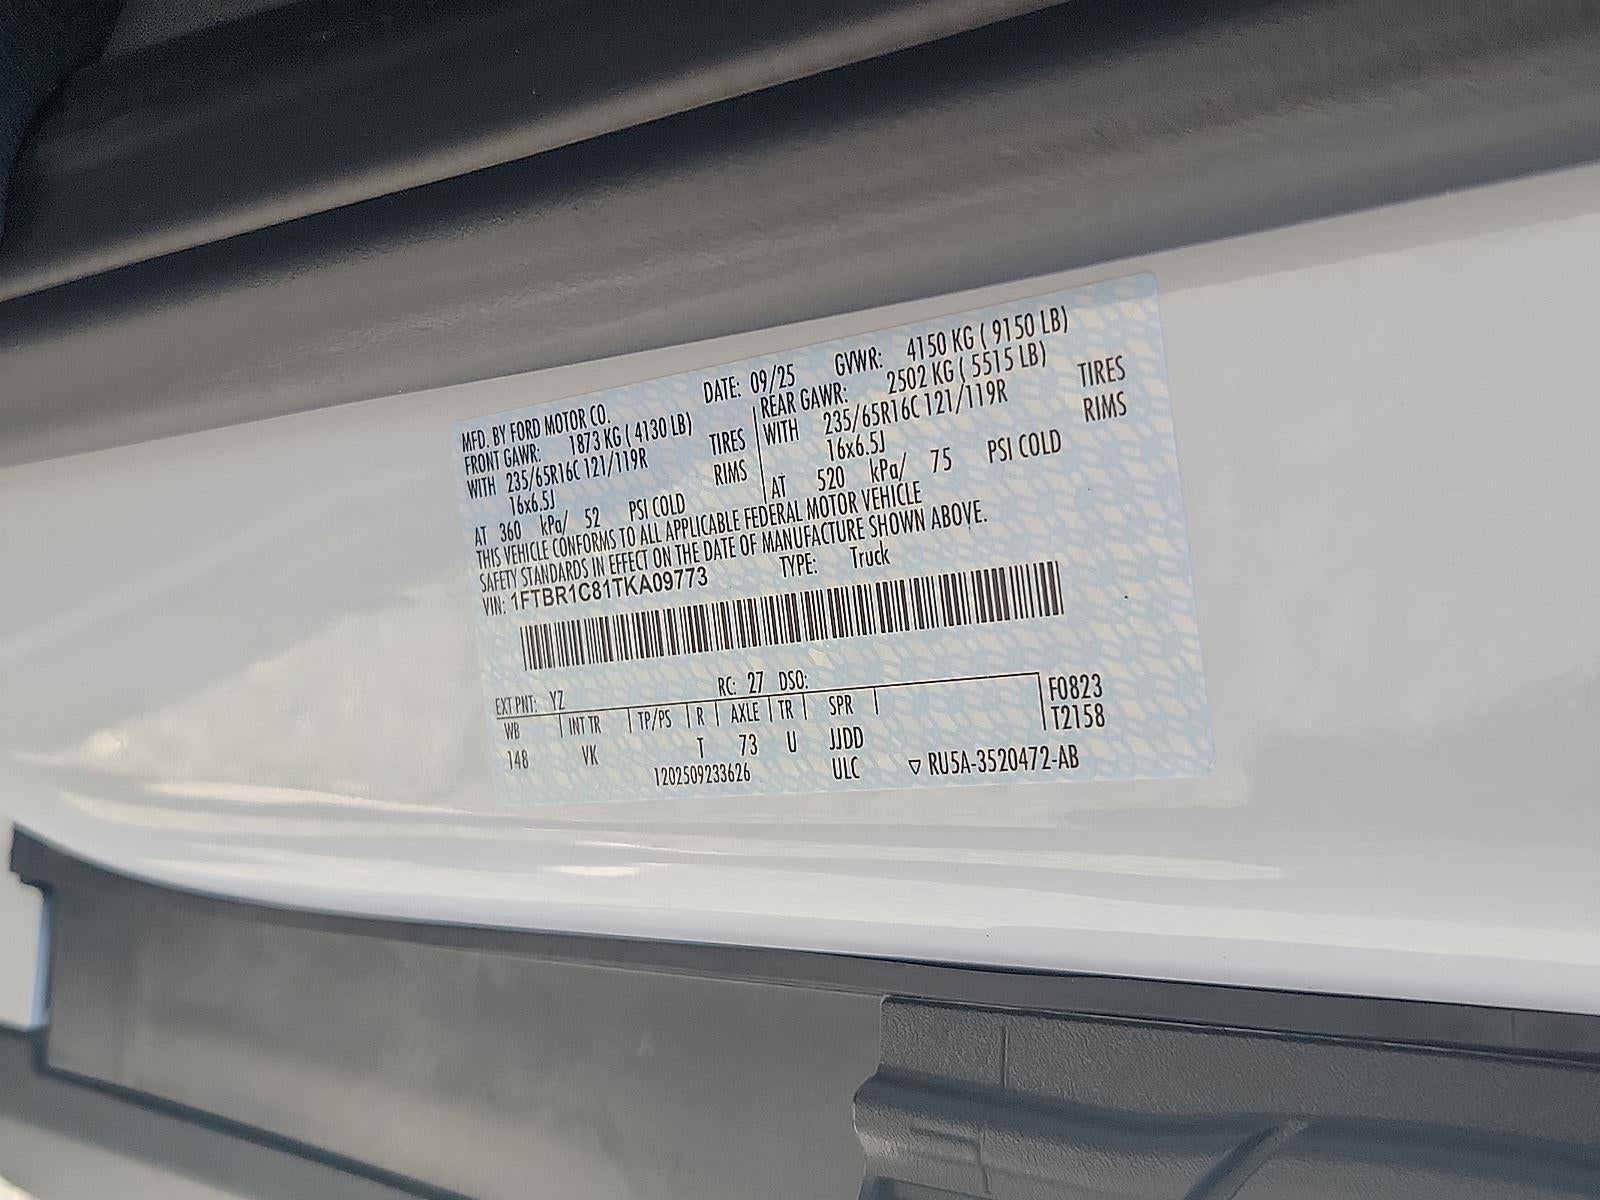 MFD. BY FORD MOTOR CO. DATE: 09/25 GVWR: 4150 KG ( 9150 LB)
FRONT GAWR: 1873 KG ( 4130 LB) REAR GAWR: 2502 KG ( 5515 LB)
WITH 235/65R16C 121/119R TIRES WITH 235/65R16C 121/119R TIRES
16x6.5J RIMS 16x6.5J RIMS
AT 360 kPa/ 52 PSI COLD AT 520 kPa/ 75 PSI COLD
THIS VEHICLE CONFORMS TO ALL APPLICABLE FEDERAL MOTOR VEHICLE
SAFETY STANDARDS IN EFFECT ON THE DATE OF MANUFACTURE SHOWN ABOVE.
VIN: 1FTBR1C81TKA09773 TYPE: Truck
EXT PNT: YZ RC: 27 DSO:
WB INT TR TP/PS R AXLE TR SPR F0823
148 VK T 73 U JJDD T2158
1202509233626 ULC ▽ RU5A-3520472-AB